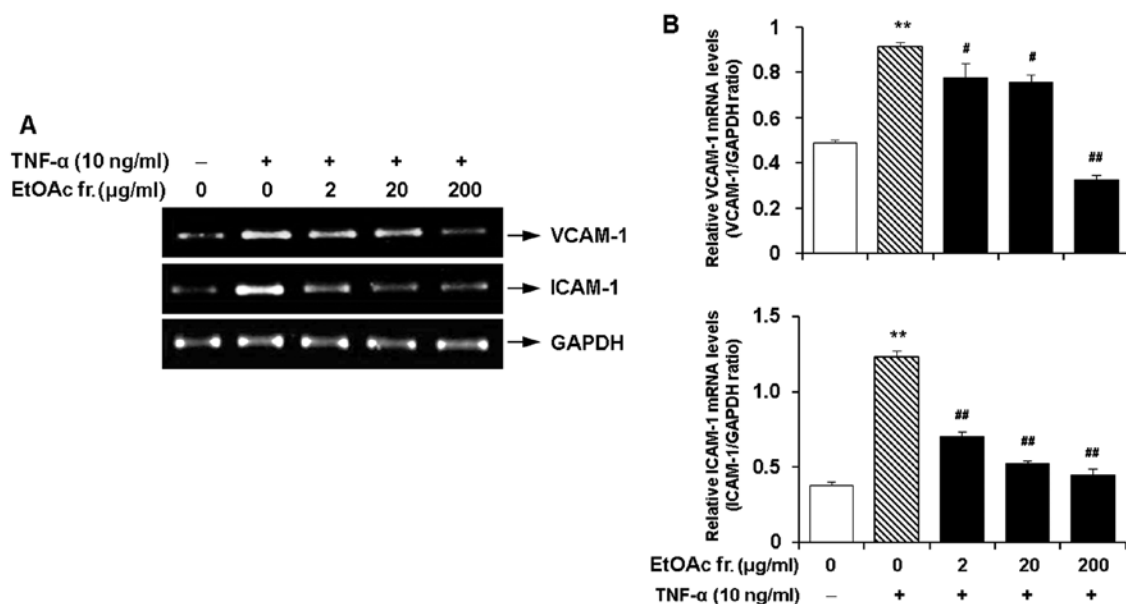 A
TNF-α (10 ng/ml) – + + + +
EtOAc fr. (μg/ml) 0 0 2 20 200
VCAM-1
ICAM-1
GAPDH
B
Relative VCAM-1 mRNA levels
(VCAM-1/GAPDH ratio)
1
0.8
0.6
0.4
0.2
0
** # # ##
Relative ICAM-1 mRNA levels
(ICAM-1/GAPDH ratio)
1.5
1.0
0.5
0
** ## ## ##
EtOAc fr. (μg/ml) 0 0 2 20 200
TNF-α (10 ng/ml) – + + + +